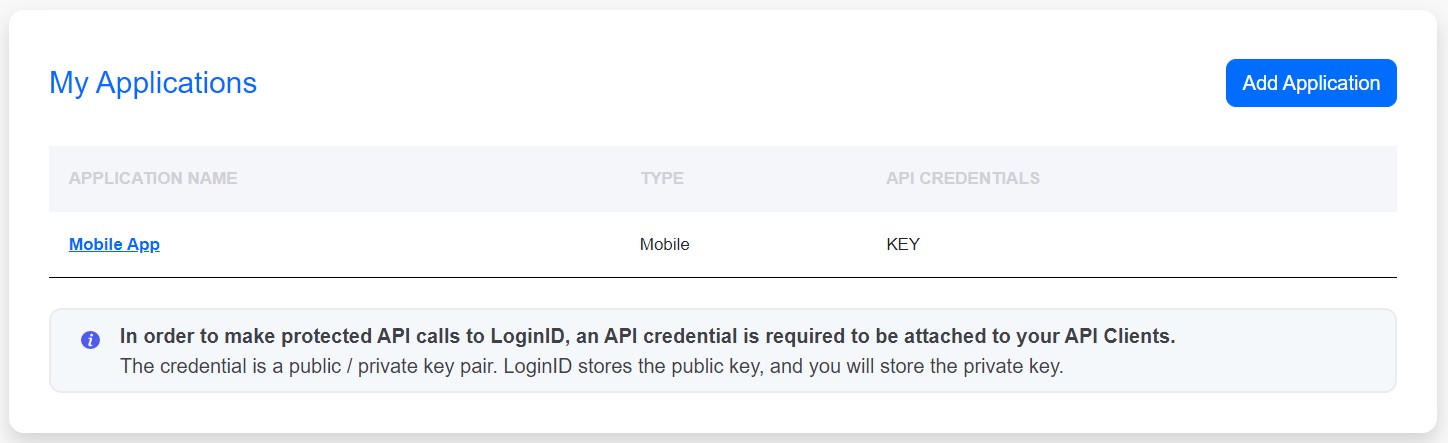 My Applications
Add Application
APPLICATION NAME TYPE API CREDENTIALS
Mobile App Mobile KEY
In order to make protected API calls to LoginID, an API credential is required to be attached to your API Clients.
The credential is a public / private key pair. LoginID stores the public key, and you will store the private key.